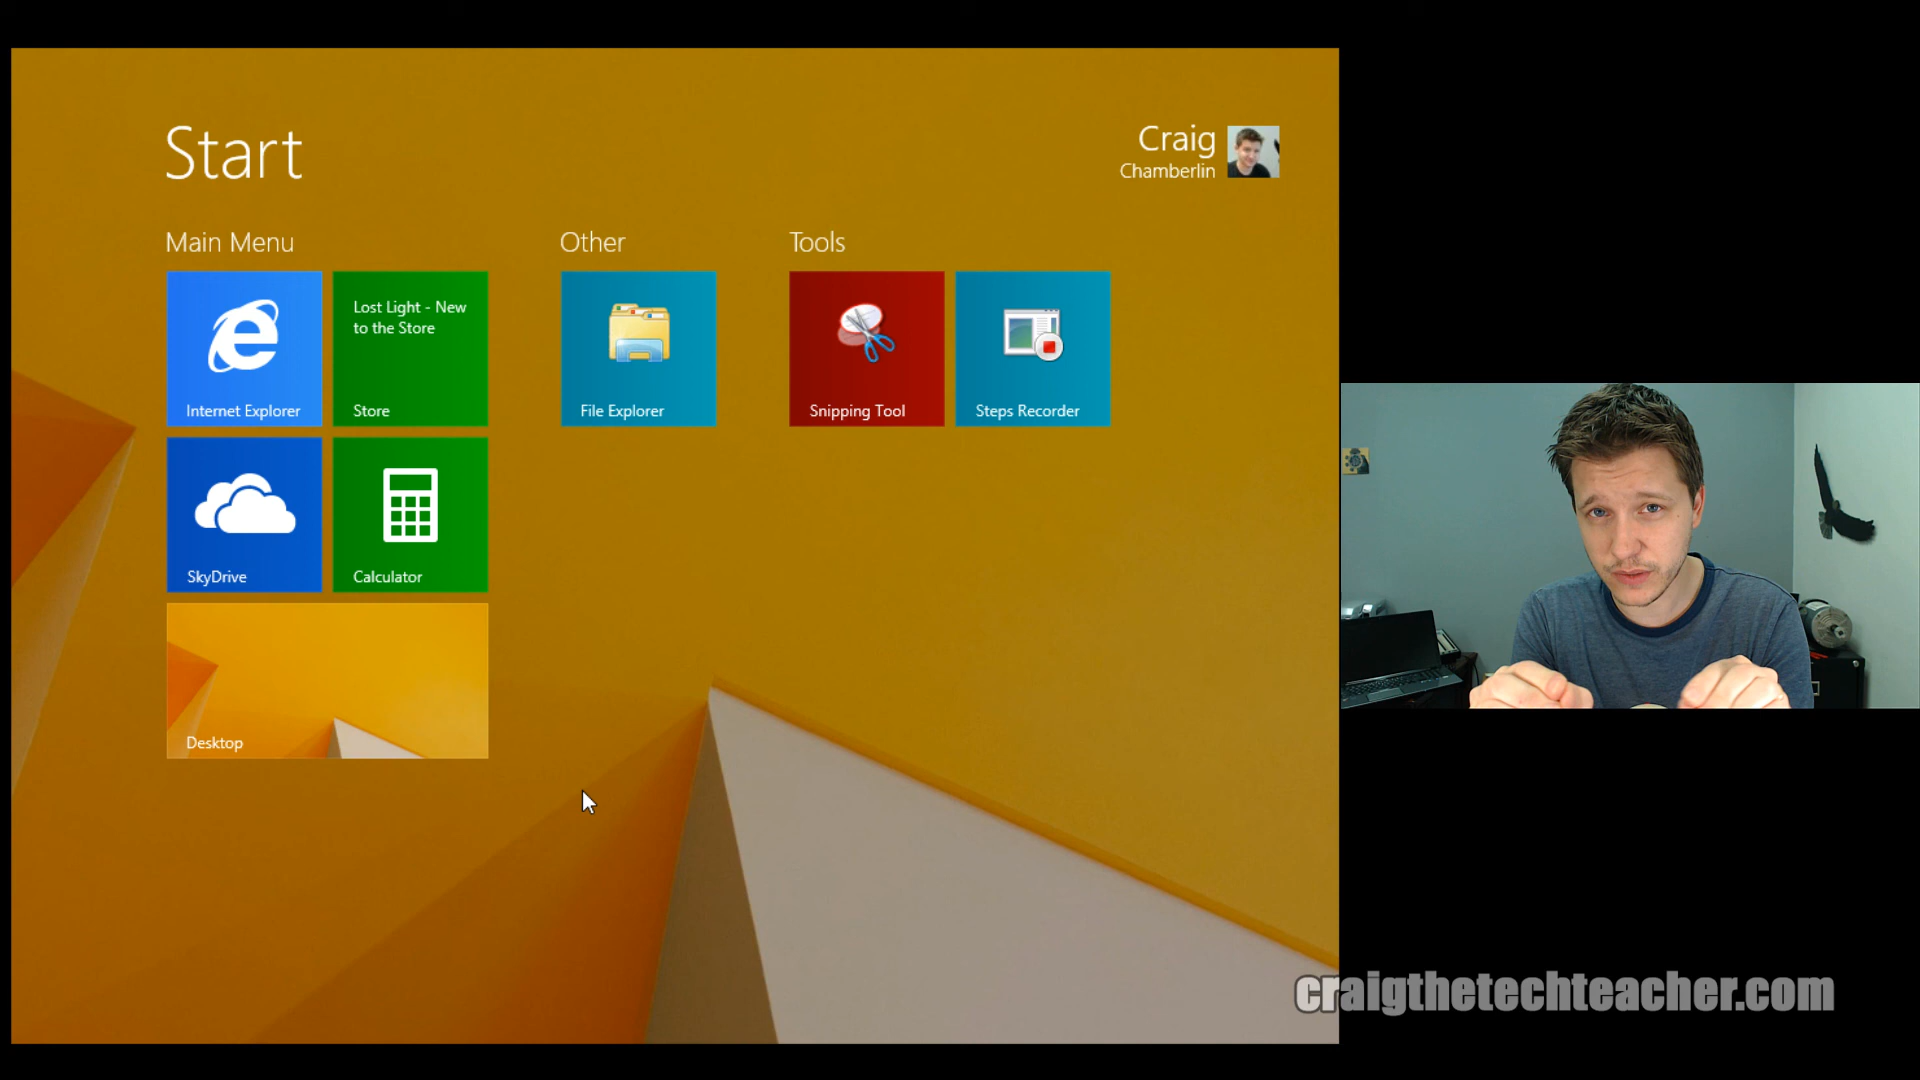 Start
Craig
Chamberlin
Main Menu
Other
Tools
Internet Explorer
Lost Light - New
to the Store
Store
File Explorer
Snipping Tool
Steps Recorder
SkyDrive
Calculator
Desktop
craigthetechteacher.com